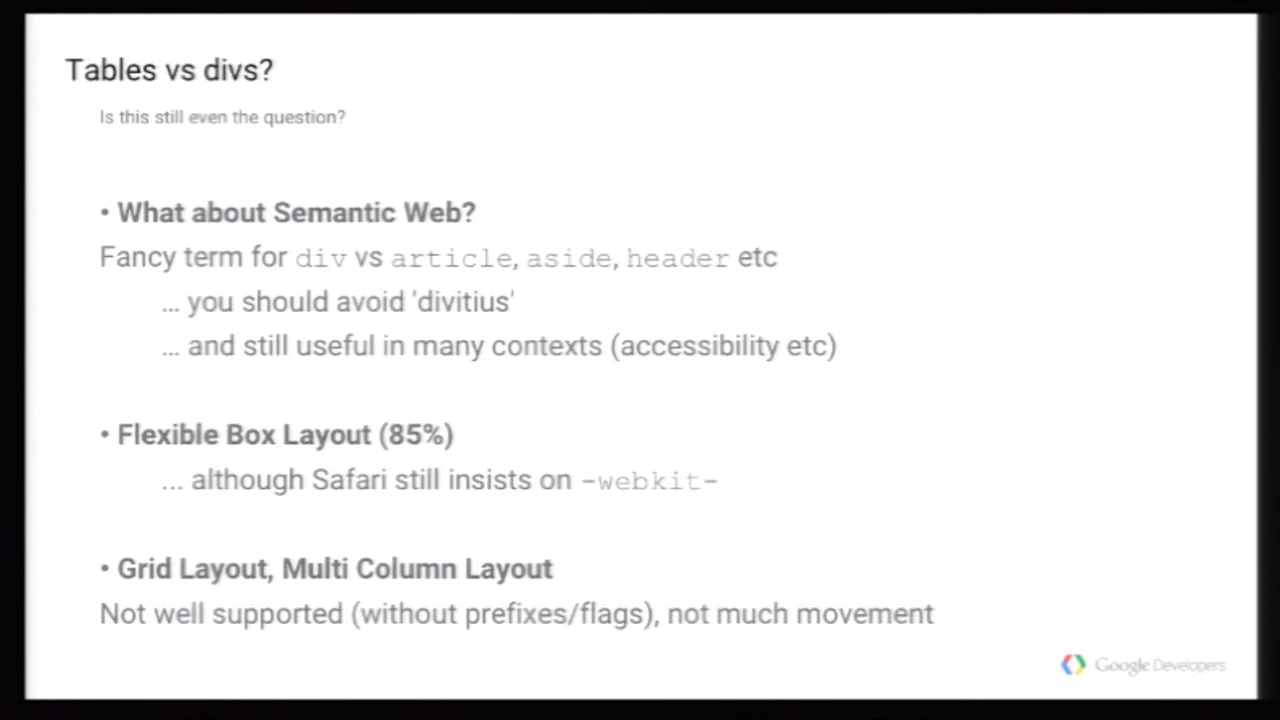 Tables vs divs?
Is this still even the question?
• What about Semantic Web?
Fancy term for div vs article, aside, header etc
... you should avoid 'divitius'
... and still useful in many contexts (accessibility etc)
• Flexible Box Layout (85%)
... although Safari still insists on -webkit-
• Grid Layout, Multi Column Layout
Not well supported (without prefixes/flags), not much movement
Google Developers